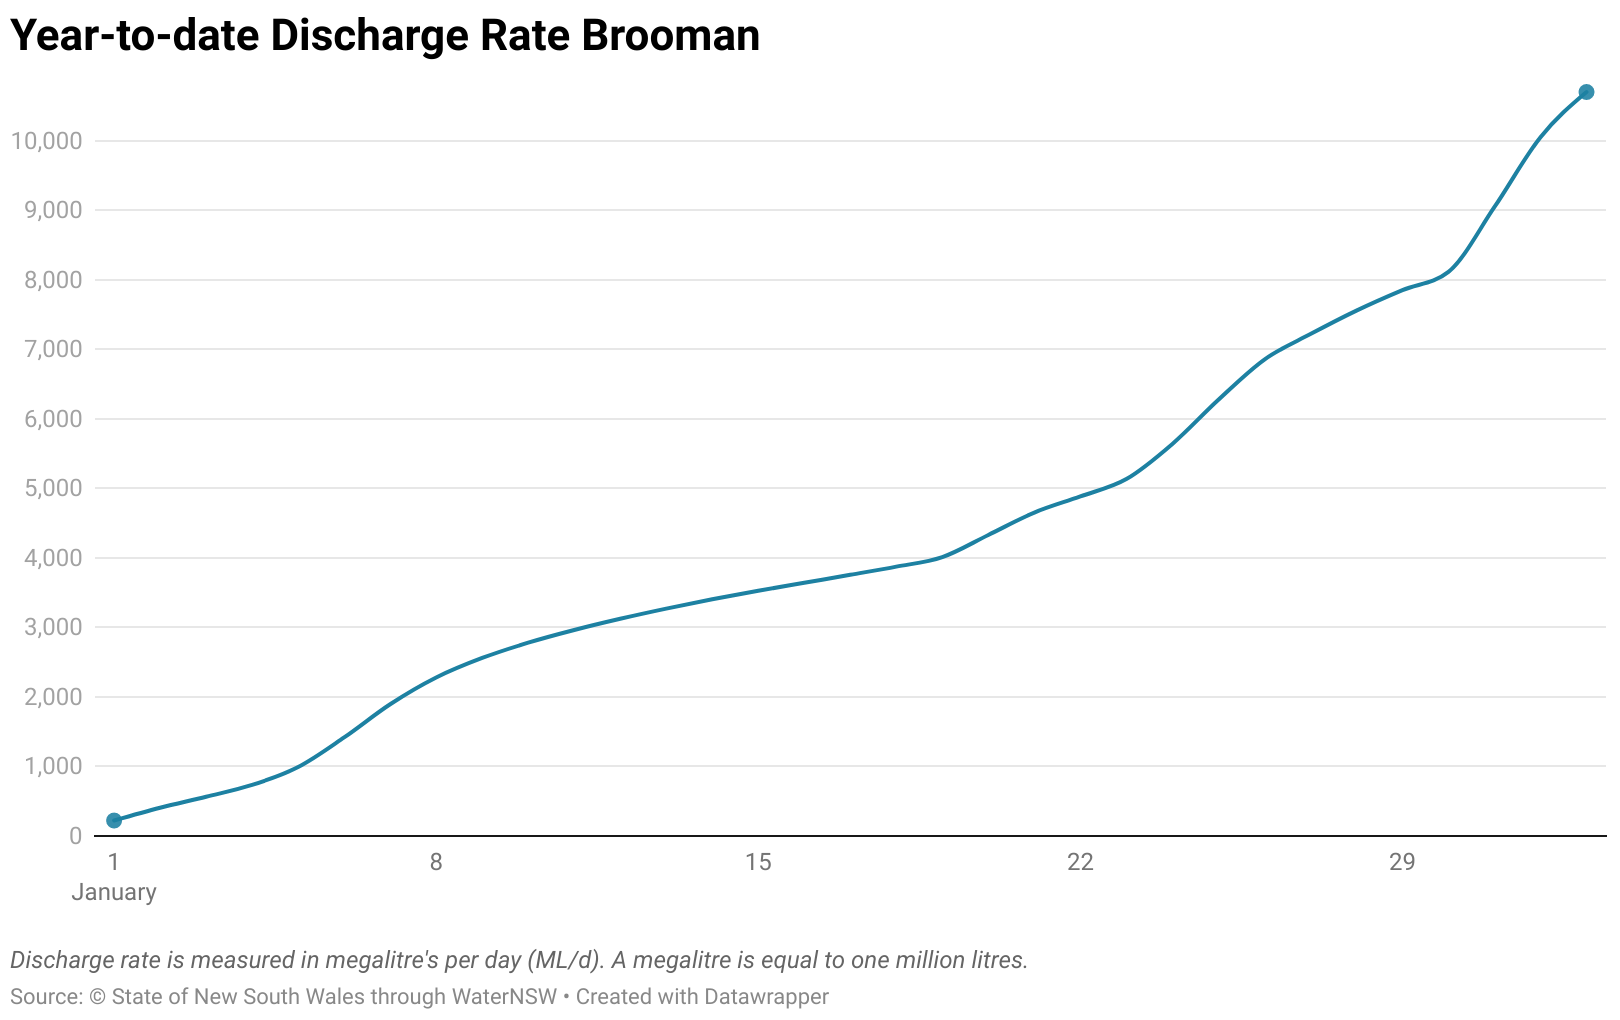 Year-to-date Discharge Rate Brooman
10,000
9,000
8,000
7,000
6,000
5,000
4,000
3,000
2,000
1,000
0
1 8 15 22 29
January
Discharge rate is measured in megalitre's per day (ML/d). A megalitre is equal to one million litres.
Source: © State of New South Wales through WaterNSW • Created with Datawrapper